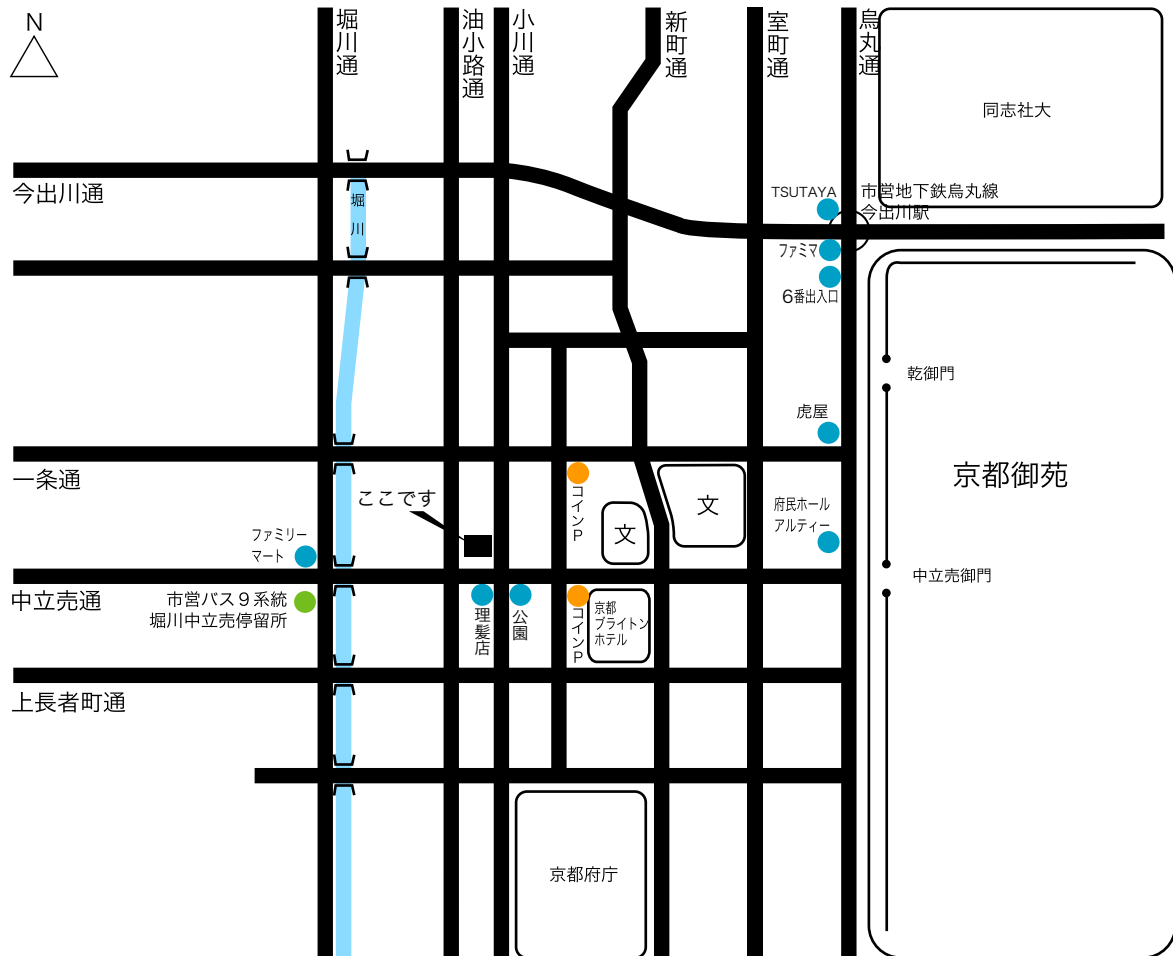 N
堀川通
油小路通
小川通
新町通
室町通
烏丸通
同志社大
今出川通
堀川
TSUTAYA
市営地下鉄烏丸線
今出川駅
ファミマ
6番出入口
乾御門
虎屋
一条通
京都御苑
ここです
コインP
文
文
府民ホール
アルティー
ファミリー
マート
中立売通
中立売御門
市営バス9系統
堀川中立売停留所
理髪店
公園
コインP
京都
ブライトン
ホテル
上長者町通
京都府庁